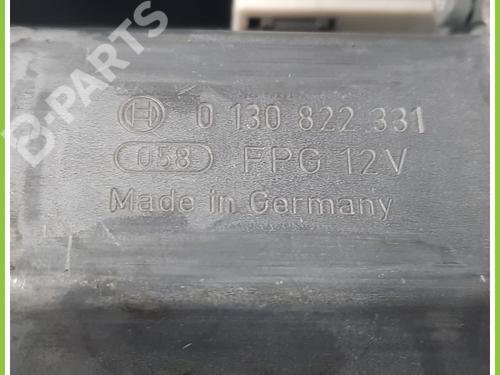 B-PARTS
0 130 822 331
058 FPG 12V
Made in Germany